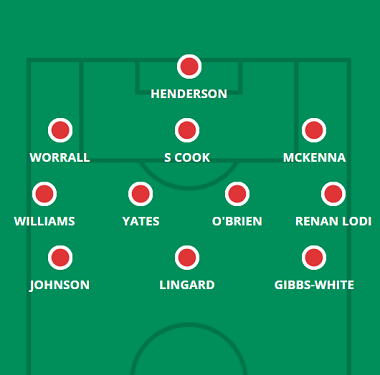 HENDERSON
WORRALL S COOK MCKENNA
WILLIAMS YATES O'BRIEN RENAN LODI
JOHNSON LINGARD GIBBS-WHITE